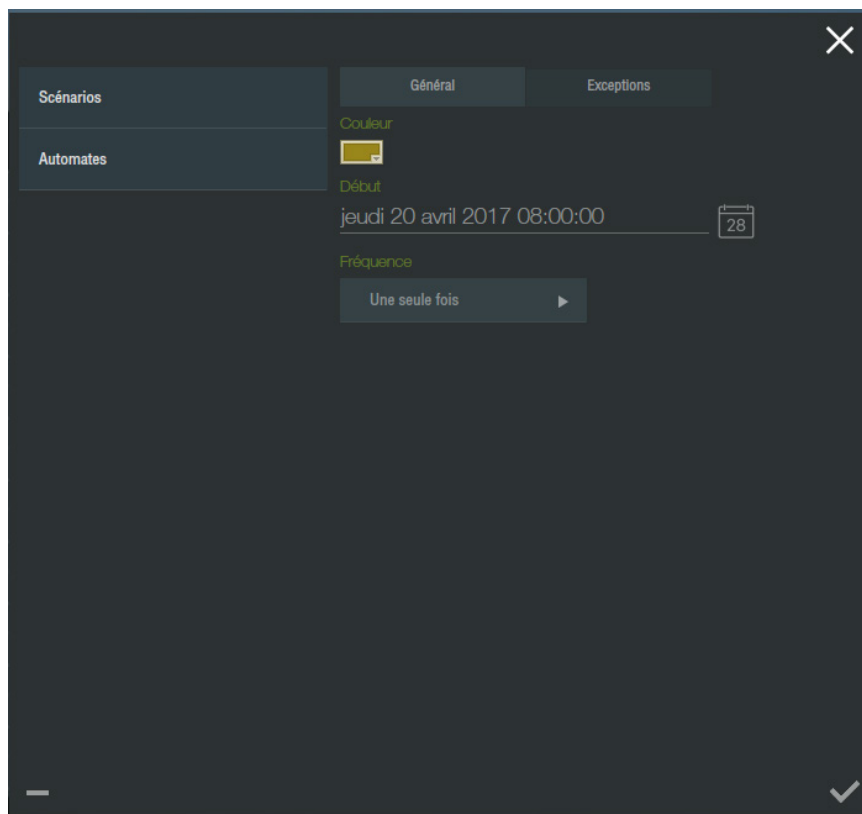 Scénarios
Automates
Général
Exceptions
Couleur
Début
jeudi 20 avril 2017 08:00:00
28
Fréquence
Une seule fois